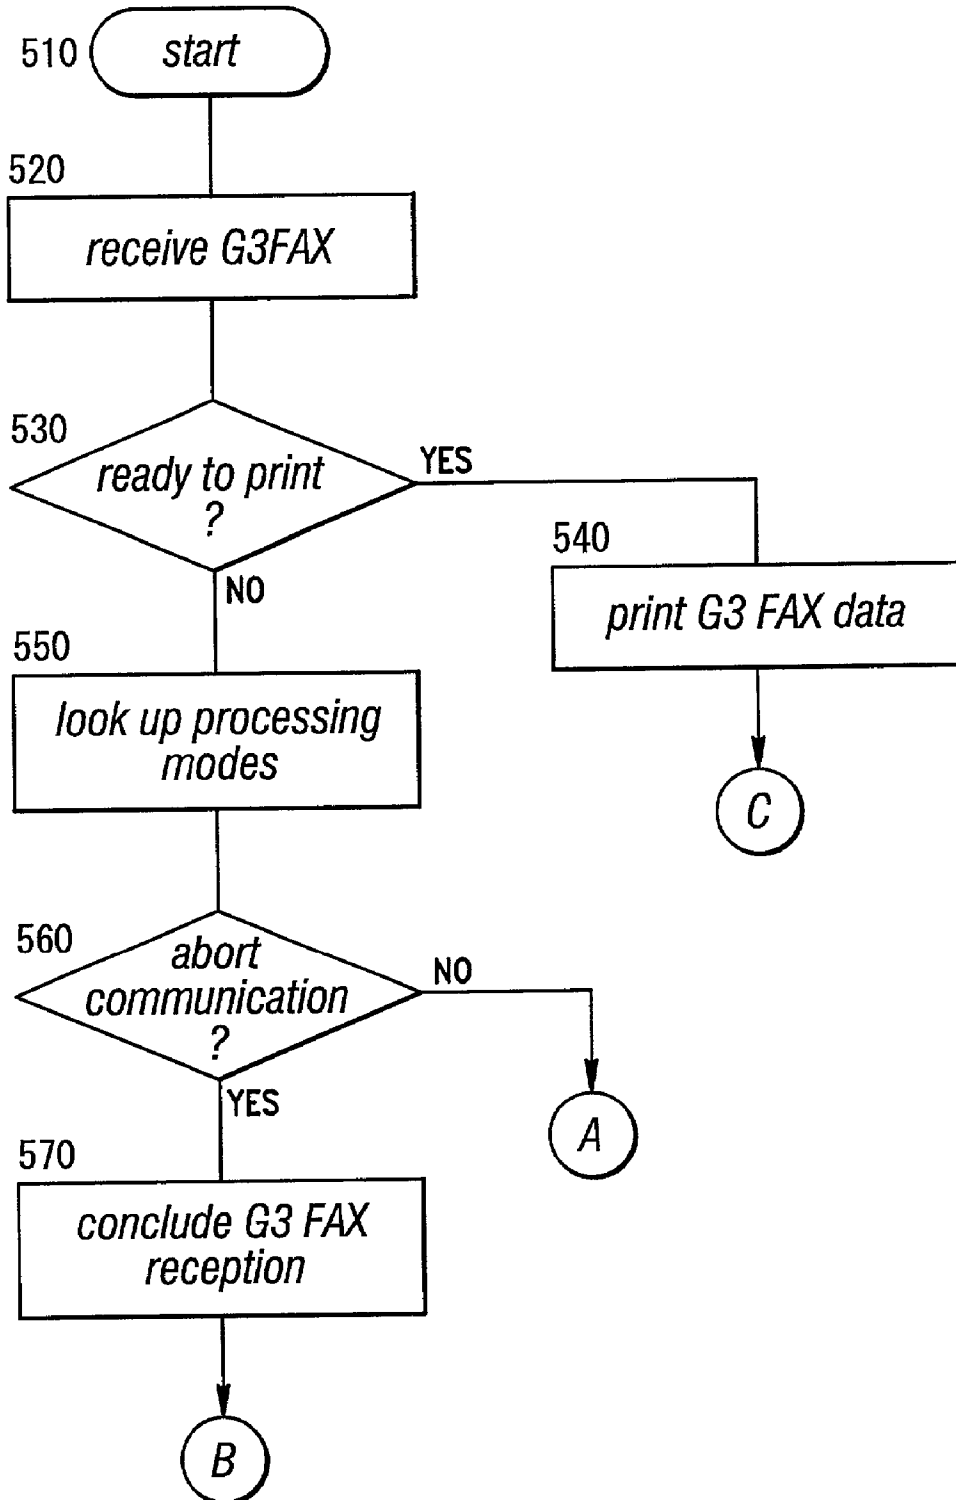 510
start
520
receive G3FAX
530
ready to print
?
YES
NO
540
print G3 FAX data
550
look up processing
modes
C
560
abort
communication
?
NO
YES
A
570
conclude G3 FAX
reception
B